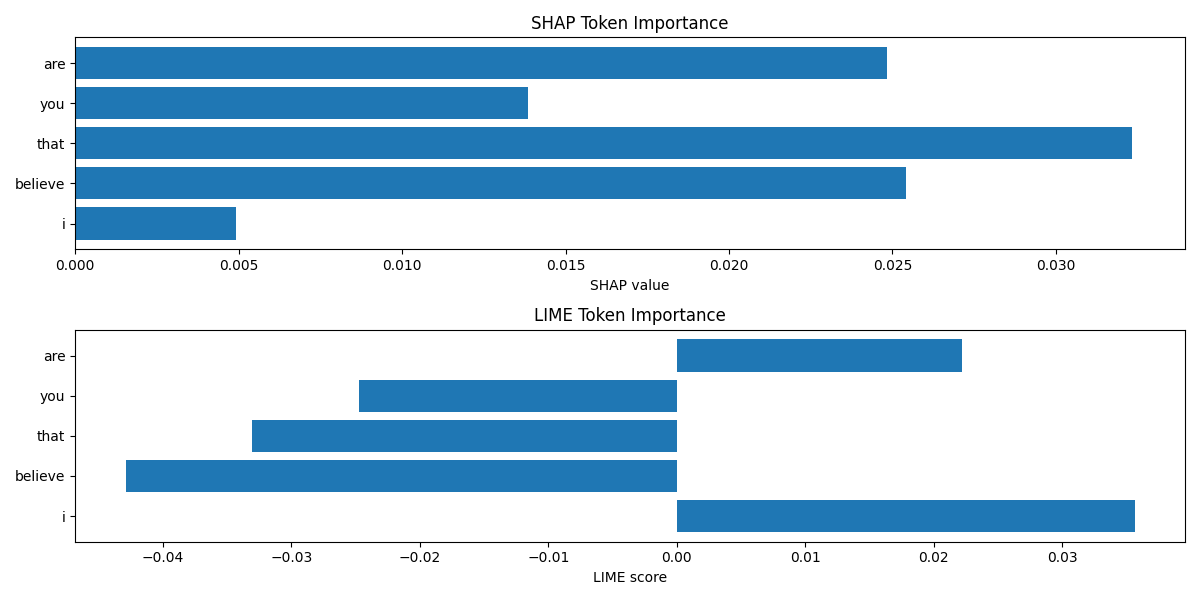 SHAP Token Importance
are
you
that
believe
i
0.000 0.005 0.010 0.015 0.020 0.025 0.030
SHAP value
LIME Token Importance
are
you
that
believe
i
−0.04 −0.03 −0.02 −0.01 0.00 0.01 0.02 0.03
LIME score